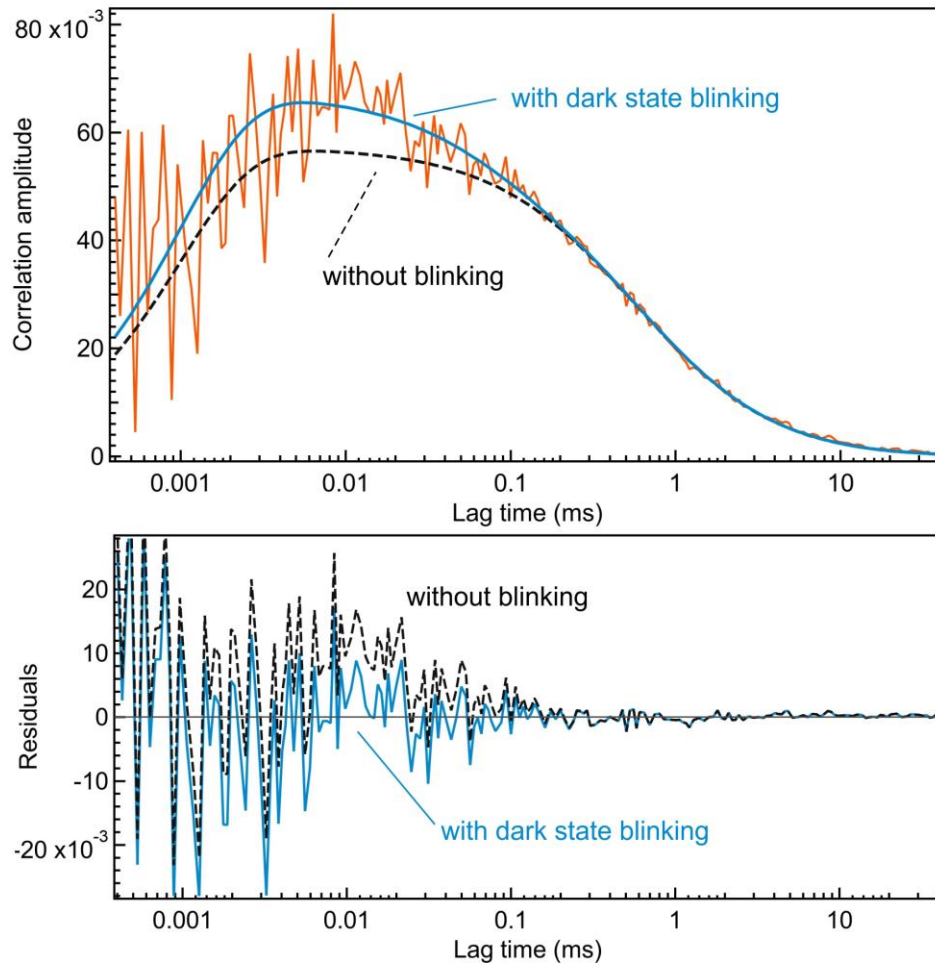 80 x10⁻³
60
40
20
0
Correlation amplitude
with dark state blinking
without blinking
0.001
0.01
0.1
1
10
Lag time (ms)
20
10
0
-10
-20 x10⁻³
Residuals
without blinking
with dark state blinking
0.001
0.01
0.1
1
10
Lag time (ms)